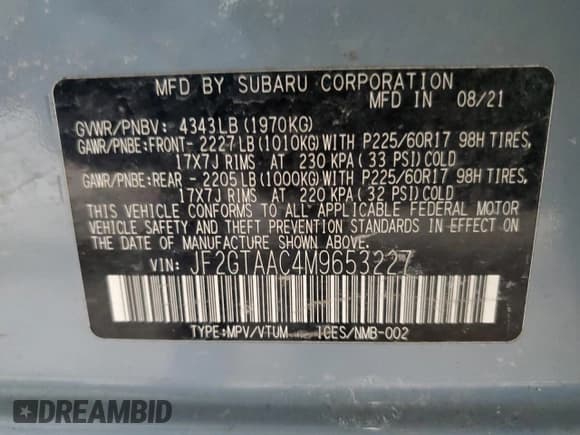 MFD BY SUBARU CORPORATION
MFD IN 08/21
GVWR/PNBV: 4343LB (1970KG)
GAWR/PNBE:FRONT- 2227 LB (1010KG) WITH P225/60R17 98H TIRES,
17X7J RIMS AT 230 KPA ( 33 PSI) COLD
GAWR/PNBE:REAR - 2205 LB (1000KG) WITH P225/60R17 98H TIRES,
17X7J RIMS AT 220 KPA ( 32 PSI) COLD
THIS VEHICLE CONFORMS TO ALL APPLICABLE FEDERAL MOTOR
VEHICLE SAFETY AND THEFT PREVENTION STANDARDS IN EFFECT ON
THE DATE OF MANUFACTURE SHOWN ABOVE.
VIN: JF2GTAAC4M9653227
TYPE:MPV/VTUM ICES/NMB-002
DREAMBID